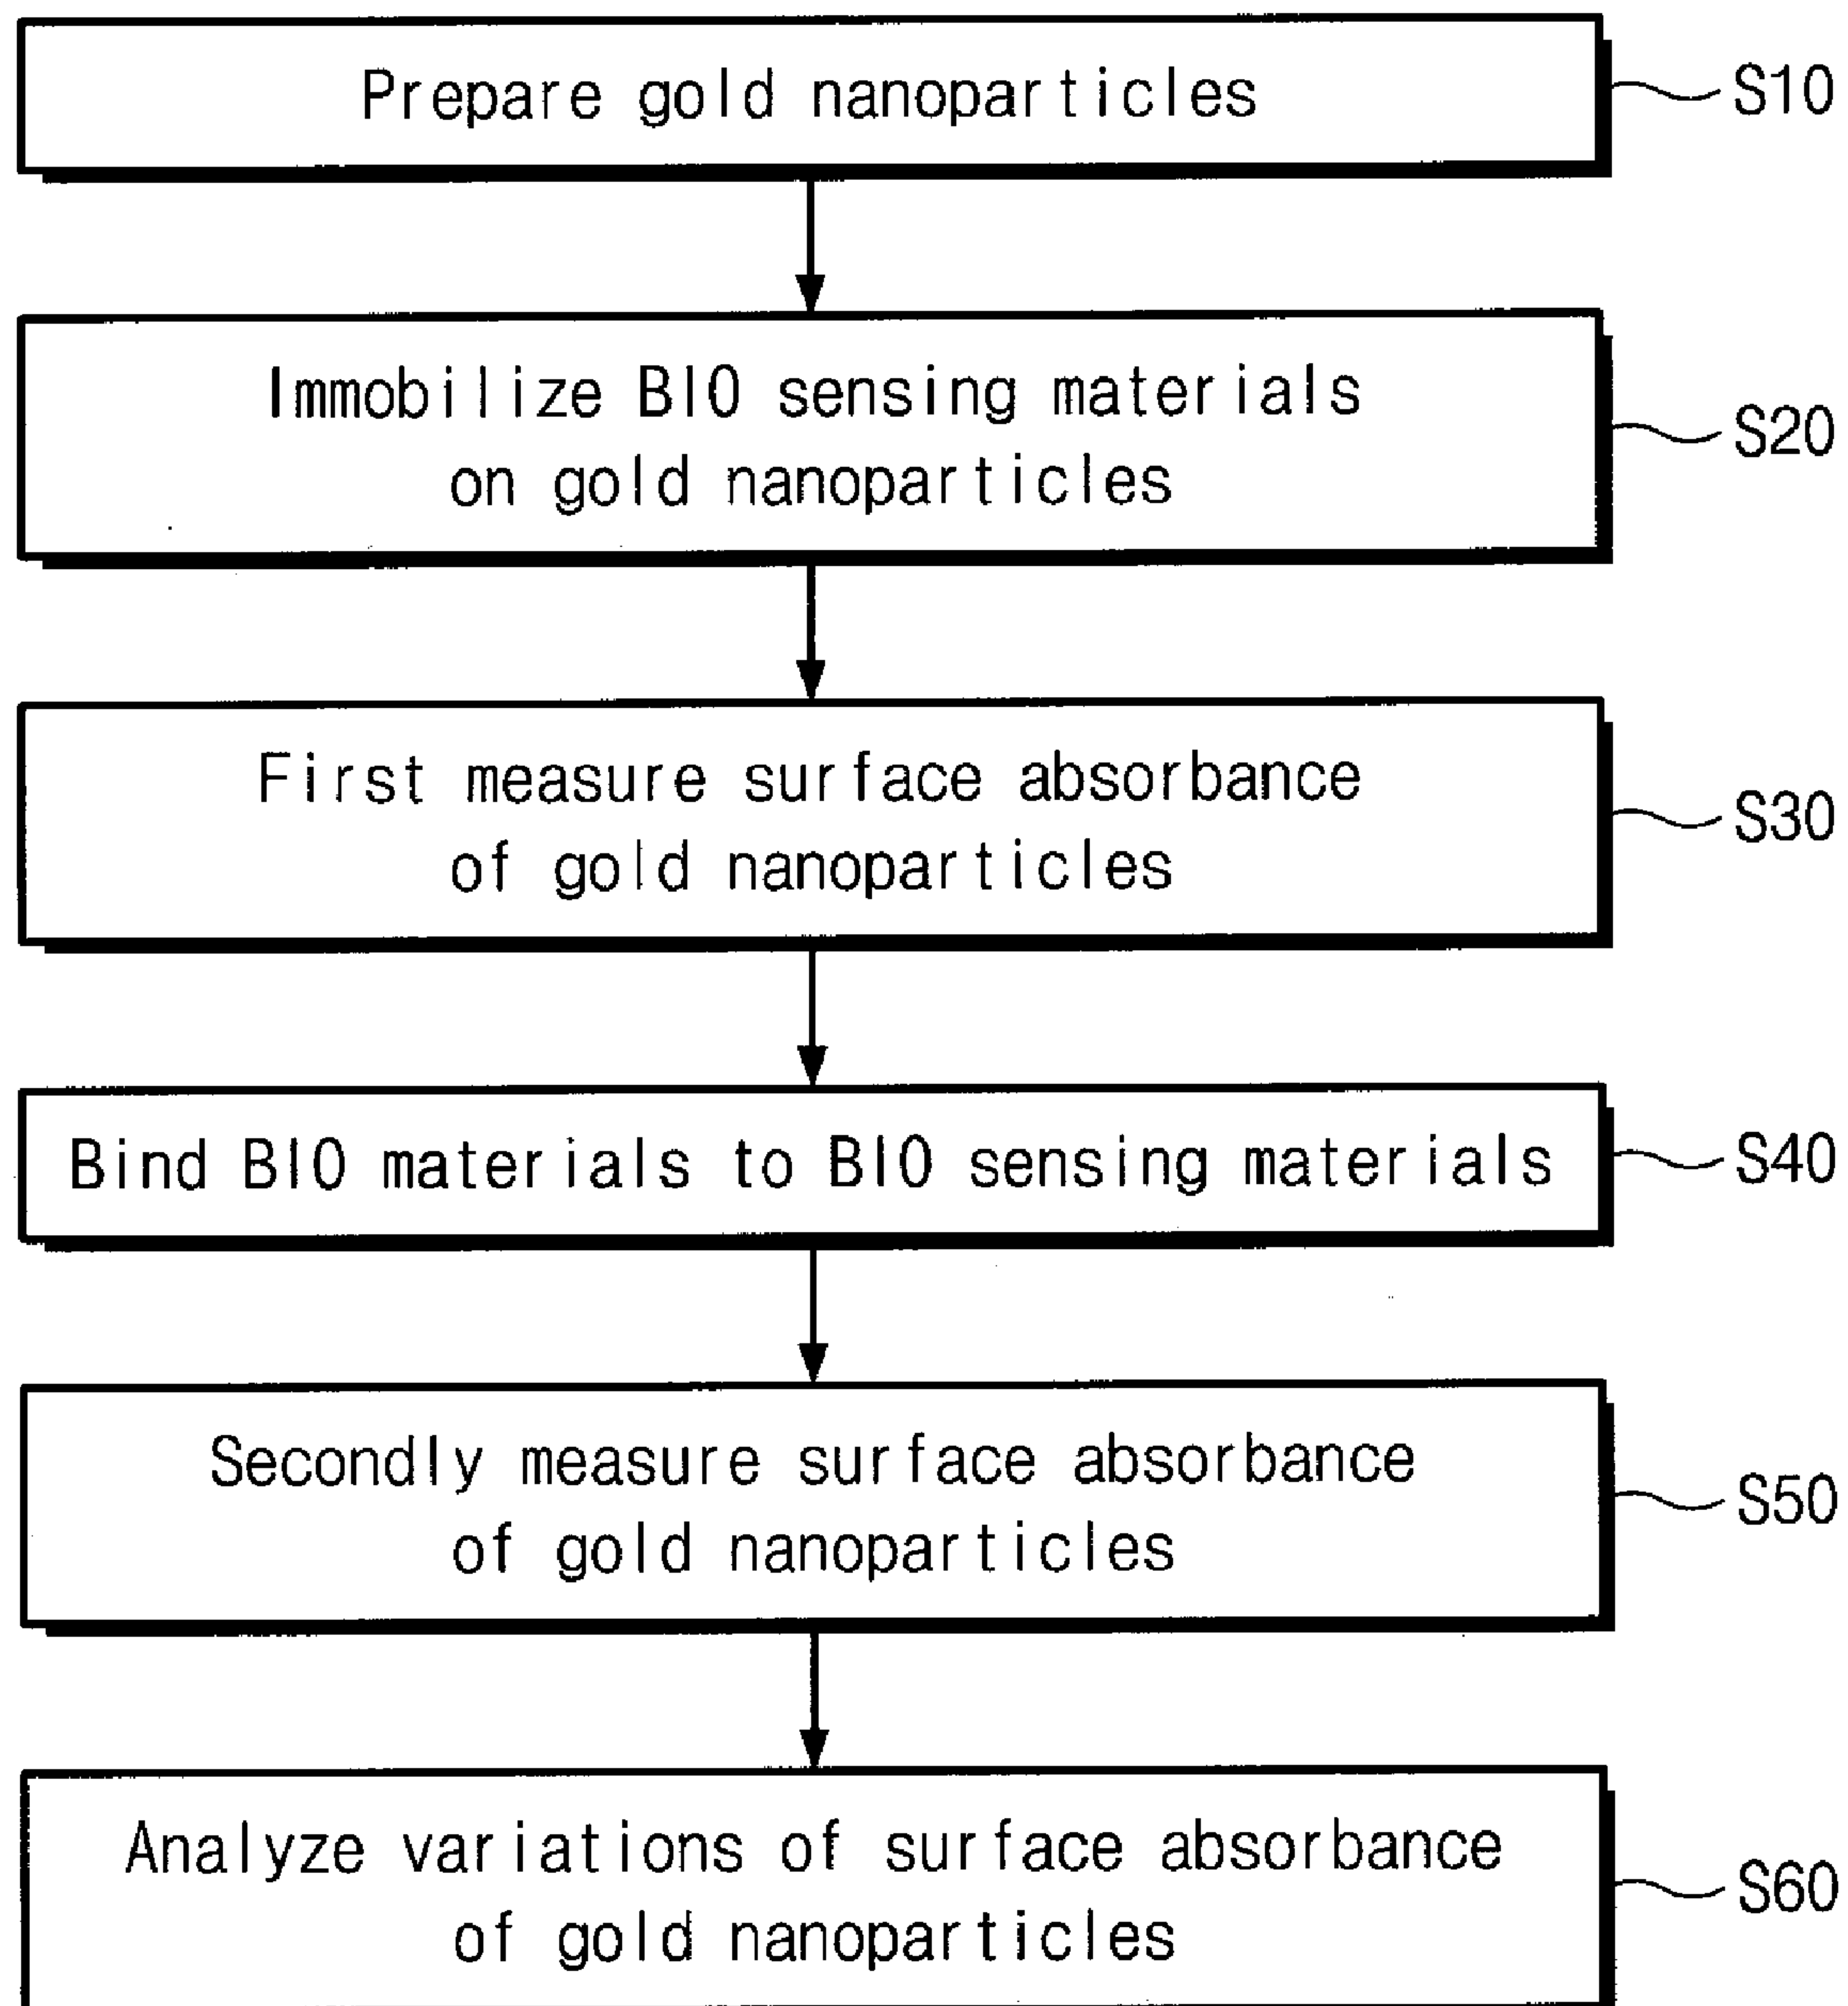 Prepare gold nanoparticles
S10
Immobilize BIO sensing materials
on gold nanoparticles
S20
First measure surface absorbance
of gold nanoparticles
S30
Bind BIO materials to BIO sensing materials
S40
Secondly measure surface absorbance
of gold nanoparticles
S50
Analyze variations of surface absorbance
of gold nanoparticles
S60